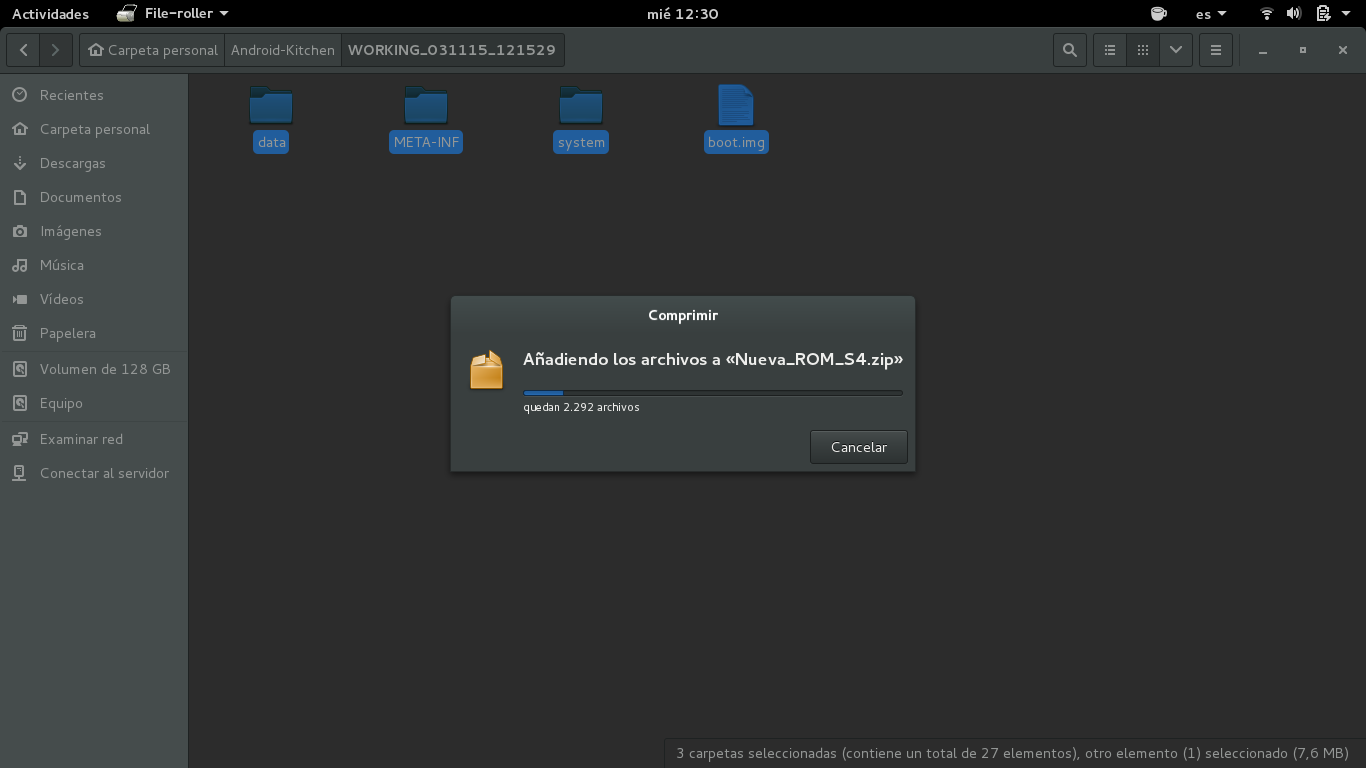 Actividades File-roller mié 12:30 es
Carpeta personal Android-Kitchen WORKING_031115_121529
Recientes
Carpeta personal
Descargas
Documentos
Imágenes
Música
Vídeos
Papelera
Volumen de 128 GB
Equipo
Examinar red
Conectar al servidor
data META-INF system boot.img
Comprimir
Añadiendo los archivos a «Nueva_ROM_S4.zip»
quedan 2.292 archivos
Cancelar
3 carpetas seleccionadas (contiene un total de 27 elementos), otro elemento (1) seleccionado (7,6 MB)